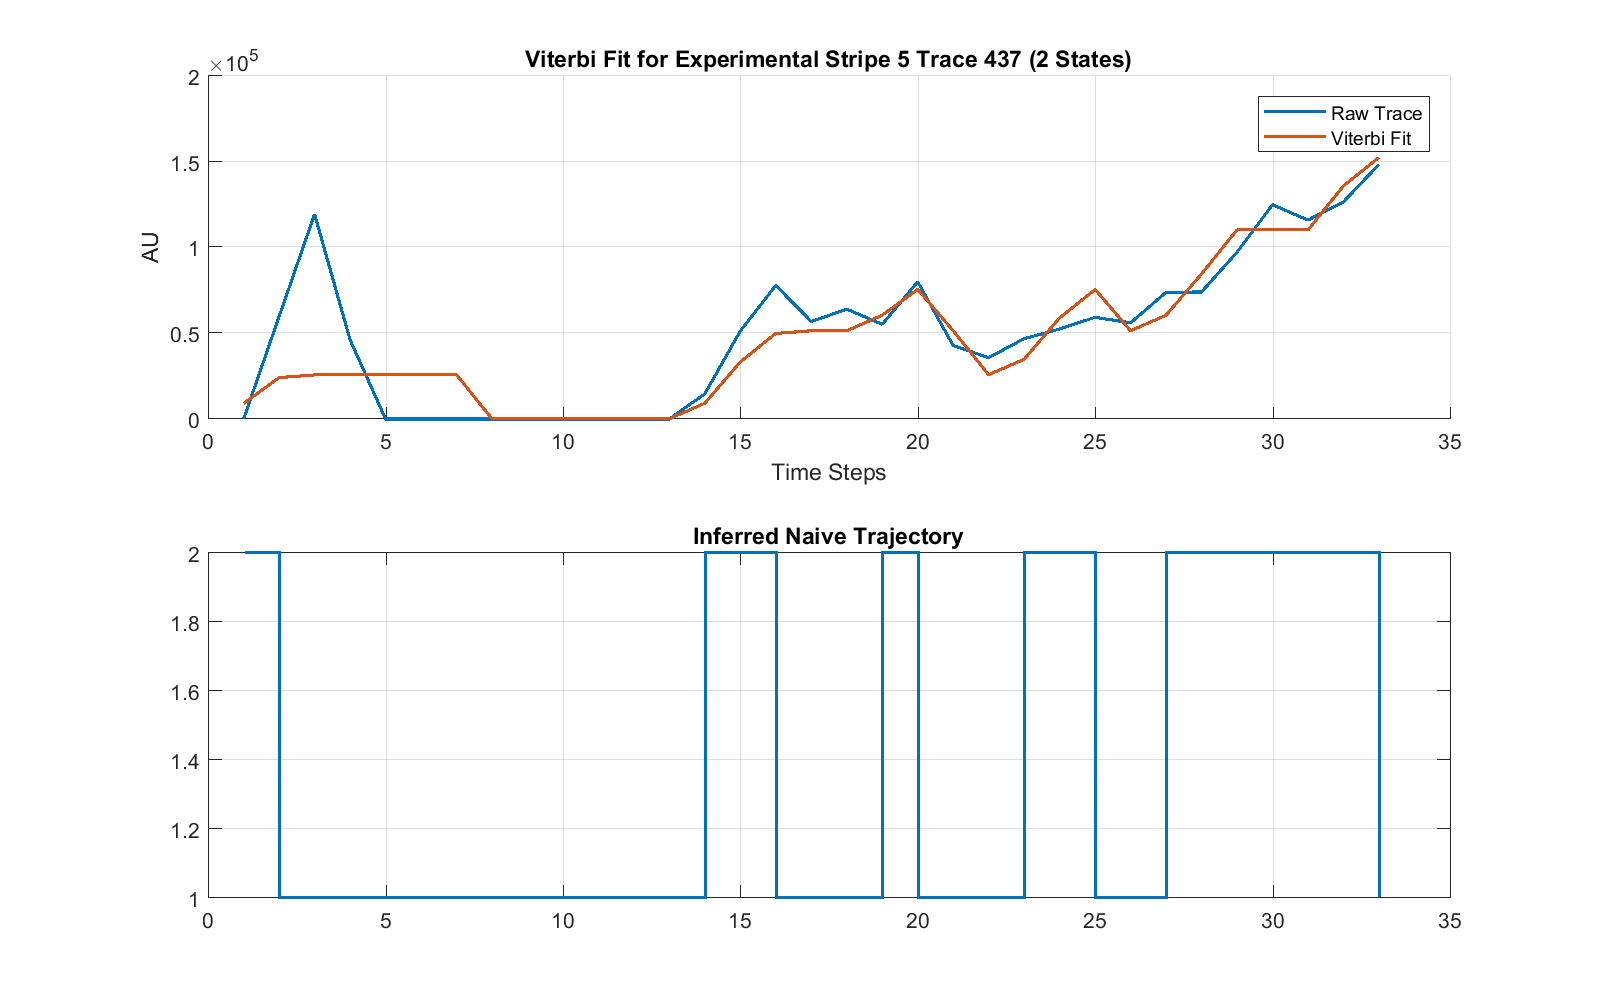 Viterbi Fit for Experimental Stripe 5 Trace 437 (2 States)
×10^5
2
1.5
1
0.5
0
AU
Raw Trace
Viterbi Fit
0 5 10 15 20 25 30 35
Time Steps
Inferred Naive Trajectory
2
1.8
1.6
1.4
1.2
1
0 5 10 15 20 25 30 35